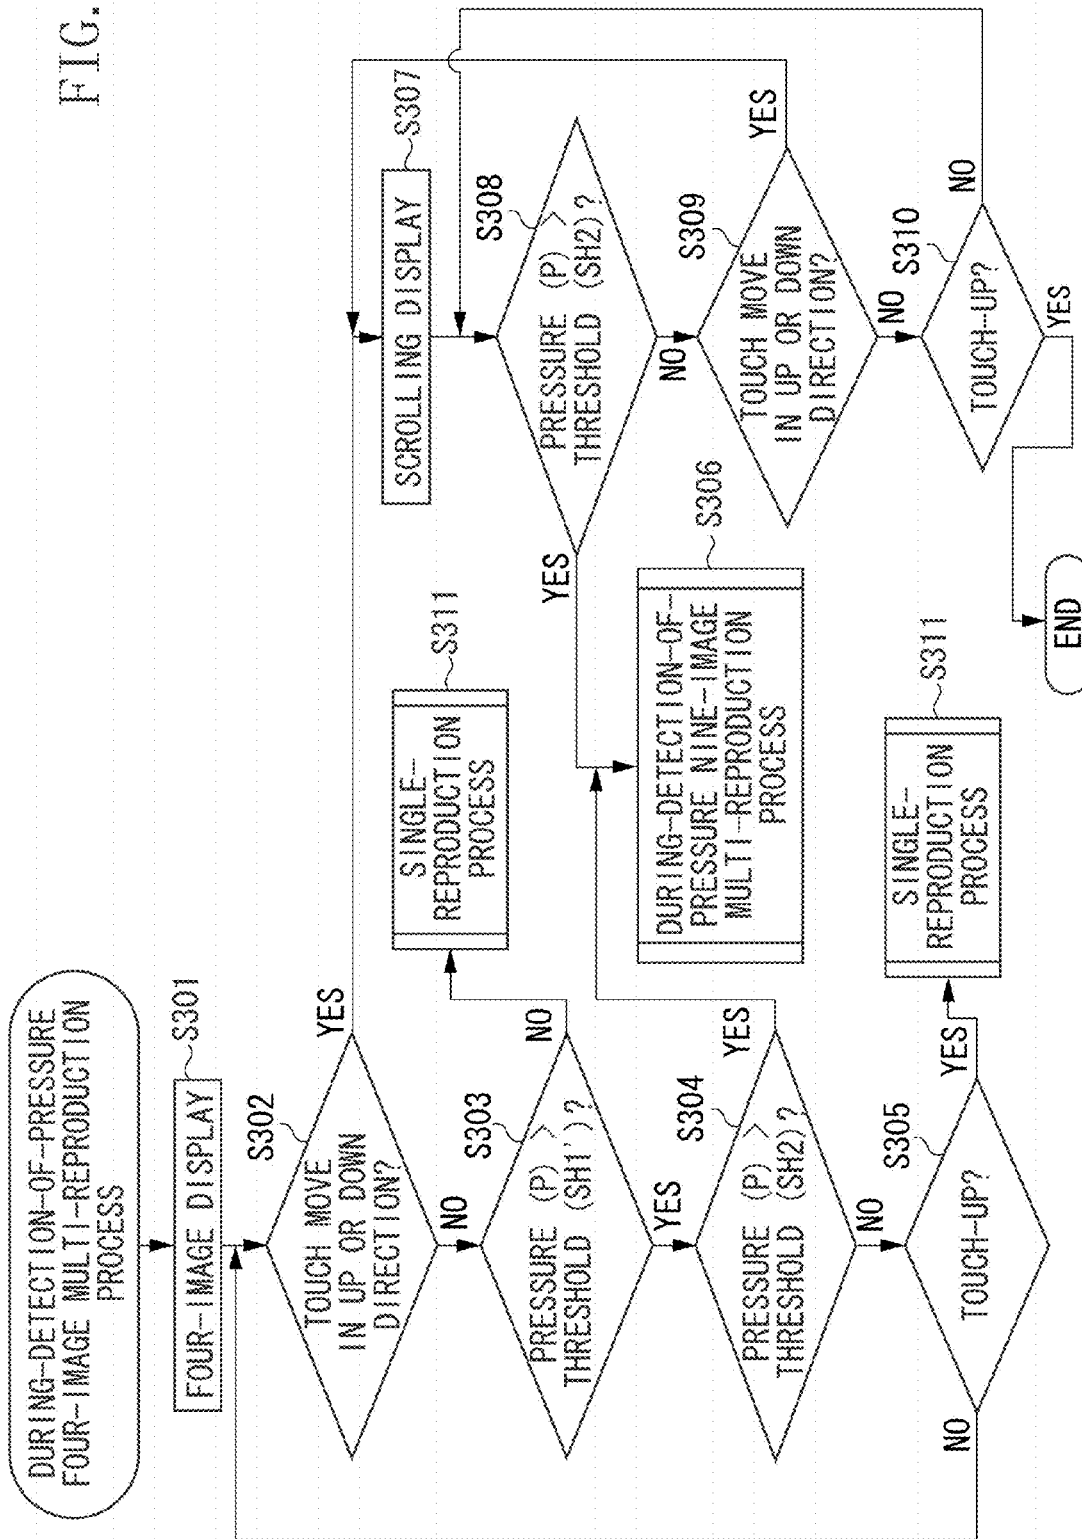 FIG.
DURING-DETECTION-OF-PRESSURE
FOUR-IMAGE MULTI-REPRODUCTION
PROCESS
FOUR-IMAGE DISPLAY
S301
TOUCH MOVE
IN UP OR DOWN
DIRECTION?
S302
YES
NO
PRESSURE (P) >
THRESHOLD (SH1')?
S303
NO
YES
SINGLE-
REPRODUCTION
PROCESS
S311
PRESSURE (P) >
THRESHOLD (SH2)?
S304
YES
NO
TOUCH-UP?
S305
YES
NO
SINGLE-
REPRODUCTION
PROCESS
S311
DURING-DETECTION-OF-
PRESSURE NINE-IMAGE
MULTI-REPRODUCTION
PROCESS
S306
SCROLLING DISPLAY
S307
PRESSURE (P) >
THRESHOLD (SH2)?
S308
YES
NO
TOUCH MOVE
IN UP OR DOWN
DIRECTION?
S309
YES
NO
TOUCH-UP?
S310
NO
YES
END